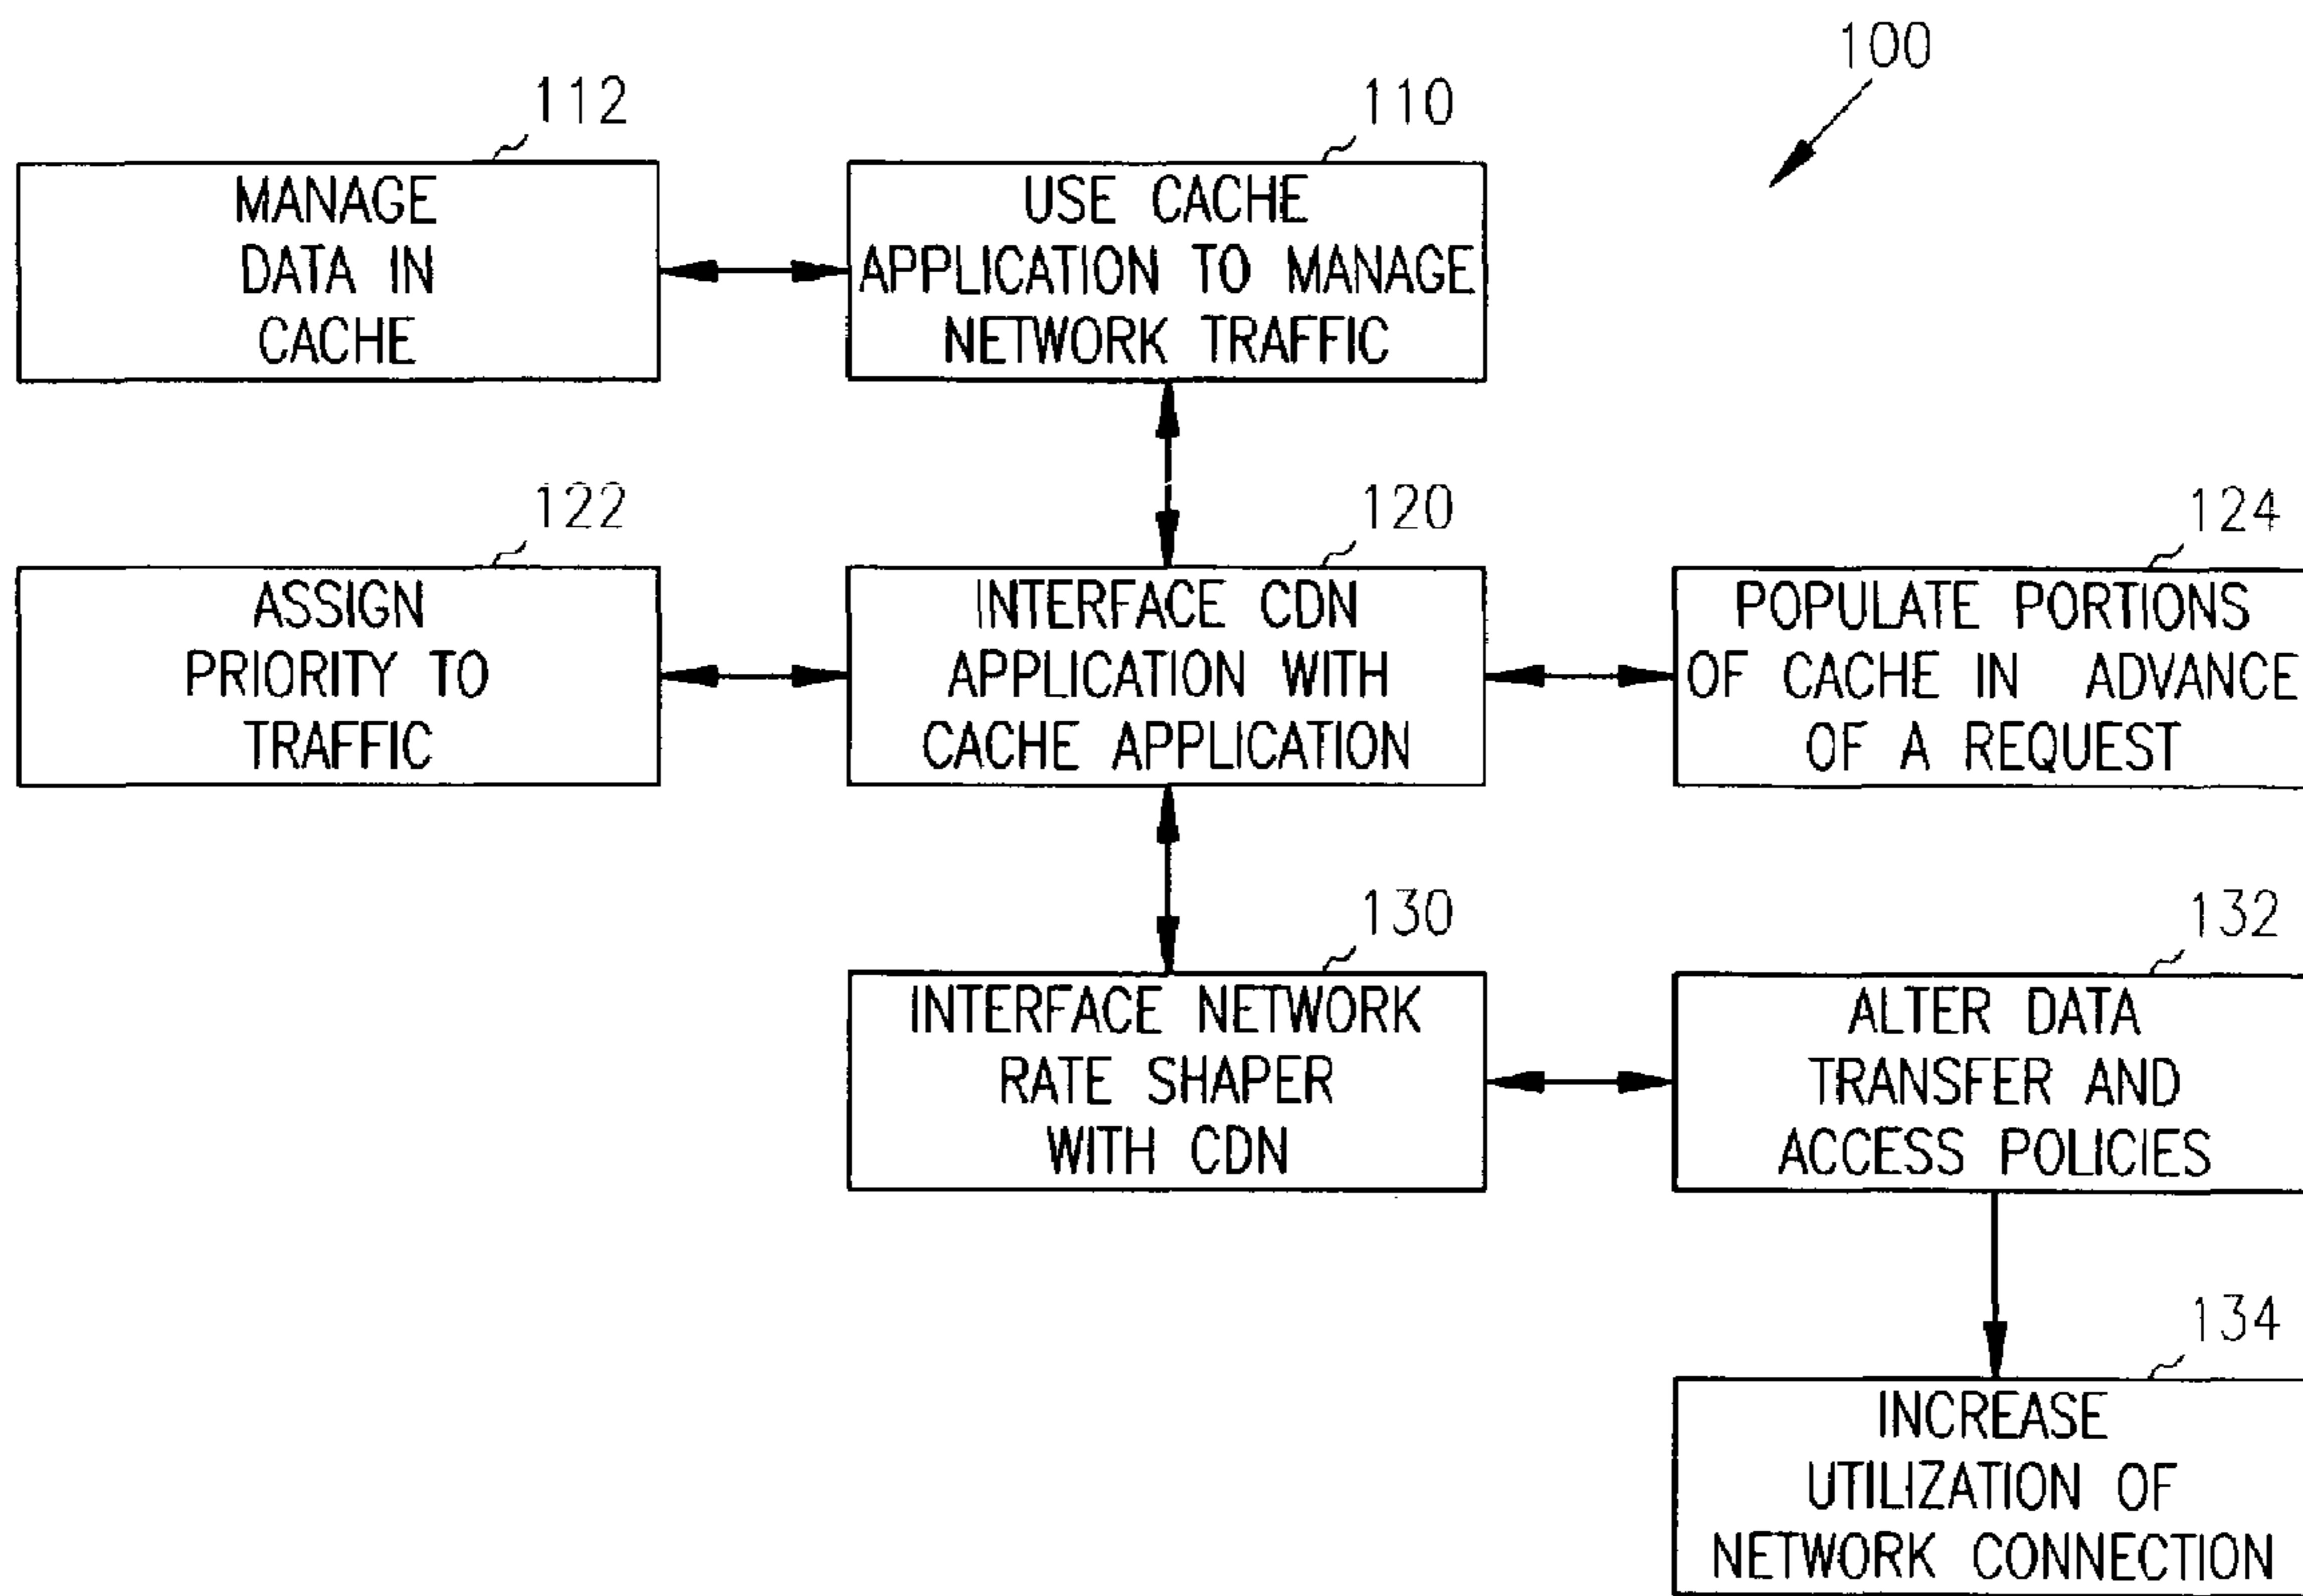 100
112
MANAGE
DATA IN
CACHE
110
USE CACHE
APPLICATION TO MANAGE
NETWORK TRAFFIC
122
ASSIGN
PRIORITY TO
TRAFFIC
120
INTERFACE CDN
APPLICATION WITH
CACHE APPLICATION
124
POPULATE PORTIONS
OF CACHE IN ADVANCE
OF A REQUEST
130
INTERFACE NETWORK
RATE SHAPER
WITH CDN
132
ALTER DATA
TRANSFER AND
ACCESS POLICIES
134
INCREASE
UTILIZATION OF
NETWORK CONNECTION